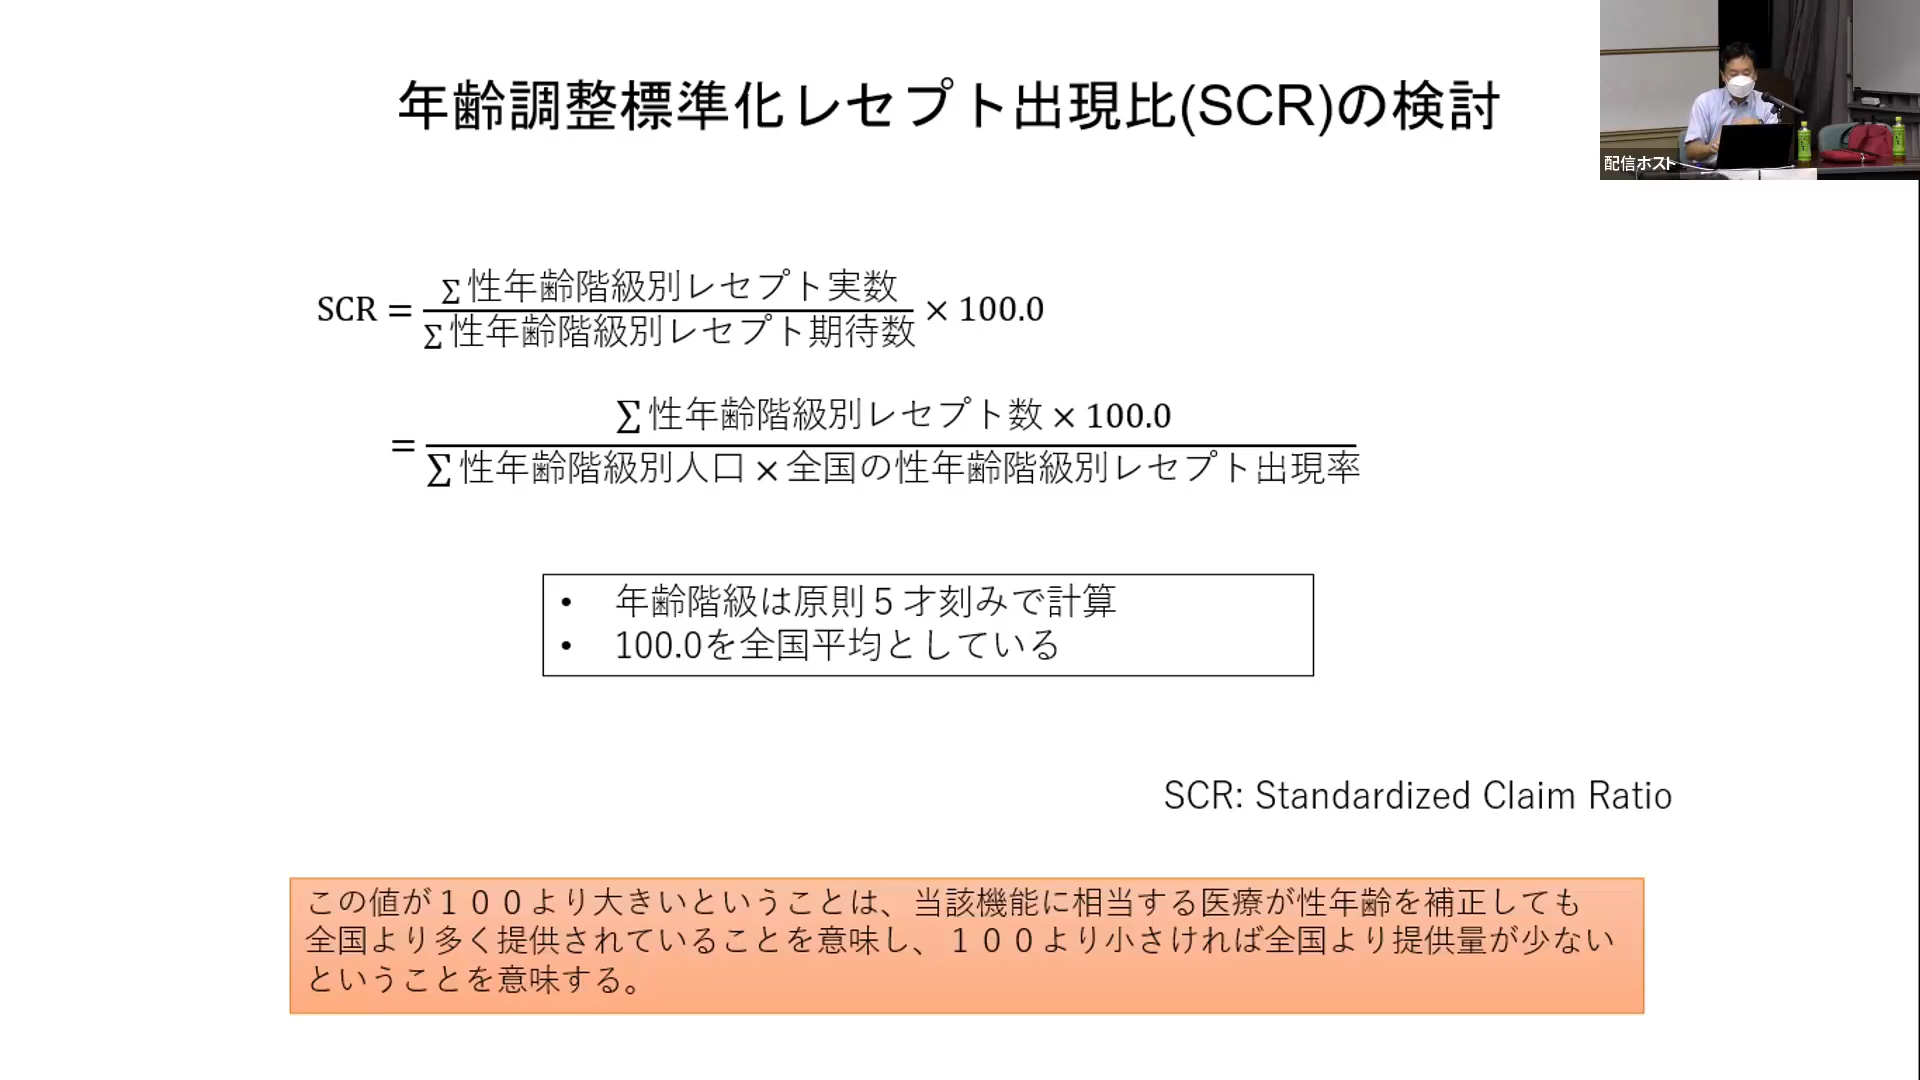 年齢調整標準化レセプト出現比(SCR)の検討
配信ホスト
SCR = ∑性年齢階級別レセプト実数 / ∑性年齢階級別レセプト期待数 × 100.0
= ∑性年齢階級別レセプト数 × 100.0 / ∑性年齢階級別人口 × 全国の性年齢階級別レセプト出現率
• 年齢階級は原則５才刻みで計算
• 100.0を全国平均としている
SCR: Standardized Claim Ratio
この値が１００より大きいということは、当該機能に相当する医療が性年齢を補正しても
全国より多く提供されていることを意味し、１００より小さければ全国より提供量が少ない
ということを意味する。